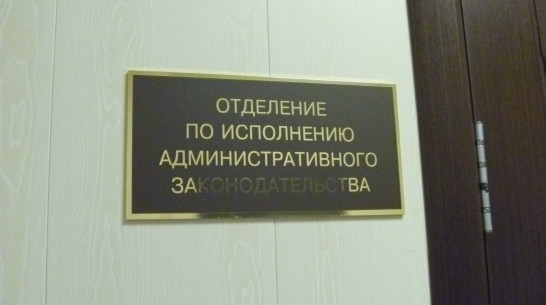 ОТДЕЛЕНИЕ
ПО ИСПОЛНЕНИЮ
АДМИНИСТРАТИВНОГО
ЗАКОНОДАТЕЛЬСТВА